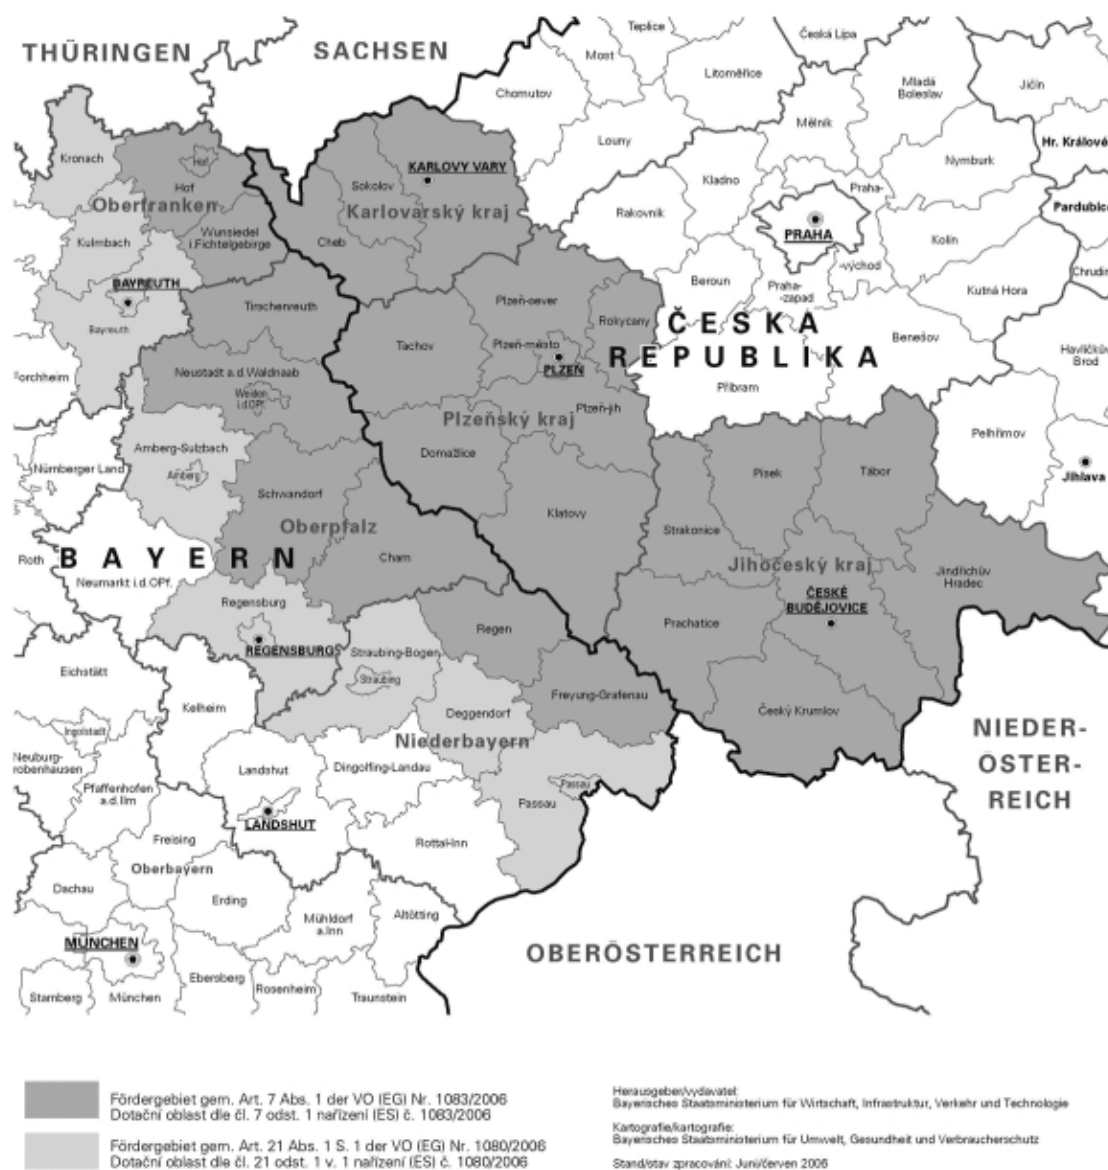 THÜRINGEN
SACHSEN
Teplice
Česká Lípa
Most
Litoměřice
Chomutov
Mladá
Boleslav
Jičín
Mělník
Louny
Hr. Králové
Kronach
Hof
KARLOVY VARY
Nymburk
Hof
Sokolov
Kladno
Praha-
Oberfranken
Karlovarský kraj
Rakovník
Pardubice
Kulmbach
Wunsiedel
i.Fichtelgebirge
Cheb
PRAHA
Kolín
-východ
Chrudim
BAYREUTH
Beroun
Praha-
-zapad
Kutná Hora
Tirschenreuth
Plzeň-sever
Rokycany
Bayreuth
ČESKA
REPUBLIKA
Benešov
Tachov
Plzeň-město
PLZEŇ
Havlíčkův
Brod
Forchheim
Neustadt a.d.Waldnaab
Weiden
i.d.OPf.
Příbram
Plzeň-jih
Plzeňský kraj
Pelhřimov
Amberg-Sulzbach
Domažlice
Nürnberger Land
Amberg
Písek
Tábor
Jihlava
Schwandorf
Klatovy
Oberpfalz
Strakonice
Roth
BAYERN
Cham
Neumarkt i.d.OPf.
Jihočeský kraj
Jindřichův
Hradec
ČESKÉ
BUDĚJOVICE
Regensburg
Regen
Prachatice
REGENSBURG
Straubing-Bogen
Eichstätt
Straubing
Freyung-Grafenau
Kelheim
Deggendorf
Český Krumlov
Ingolstadt
Niederbayern
NIEDER-
ÖSTER-
REICH
Neuburg-
Landshut
Dingolfing-Landau
Pfaffenhofen
a.d.Ilm
Passau
Passau
LANDSHUT
Freising
Rottal-Inn
Oberbayern
Dachau
Erding
Mühldorf
a.Inn
Altötting
MÜNCHEN
OBERÖSTERREICH
Ebersberg
Rosenheim
Starnberg
München
Traunstein
Fördergebiet gem. Art. 7 Abs. 1 der VO (EG) Nr. 1083/2006
Dotační oblast dle čl. 7 odst. 1 nařízení (ES) č. 1083/2006
Fördergebiet gem. Art. 21 Abs. 1 S. 1 der VO (EG) Nr. 1080/2006
Dotační oblast dle čl. 21 odst. 1 v. 1 nařízení (ES) č. 1080/2006
Herausgeber/vydavatel:
Bayerisches Staatsministerium für Wirtschaft, Infrastruktur, Verkehr und Technologie
Kartografie/kartografie:
Bayerisches Staatsministerium für Umwelt, Gesundheit und Verbraucherschutz
Stand/stav zpracování: Juni/červen 2006